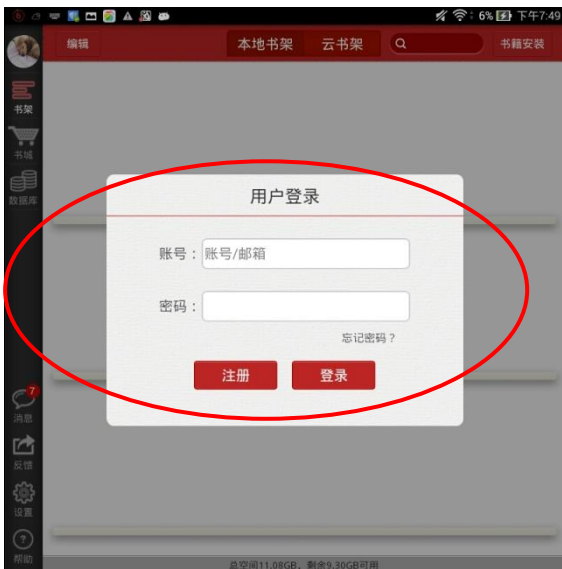 6% 下午7:49
编辑 本地书架 云书架 书籍安装
书架
书城
数据库
用户登录
账号：账号/邮箱
密码：
忘记密码？
注册 登录
7
消息
反馈
设置
帮助
总空间11.08GB，剩余9.30GB可用